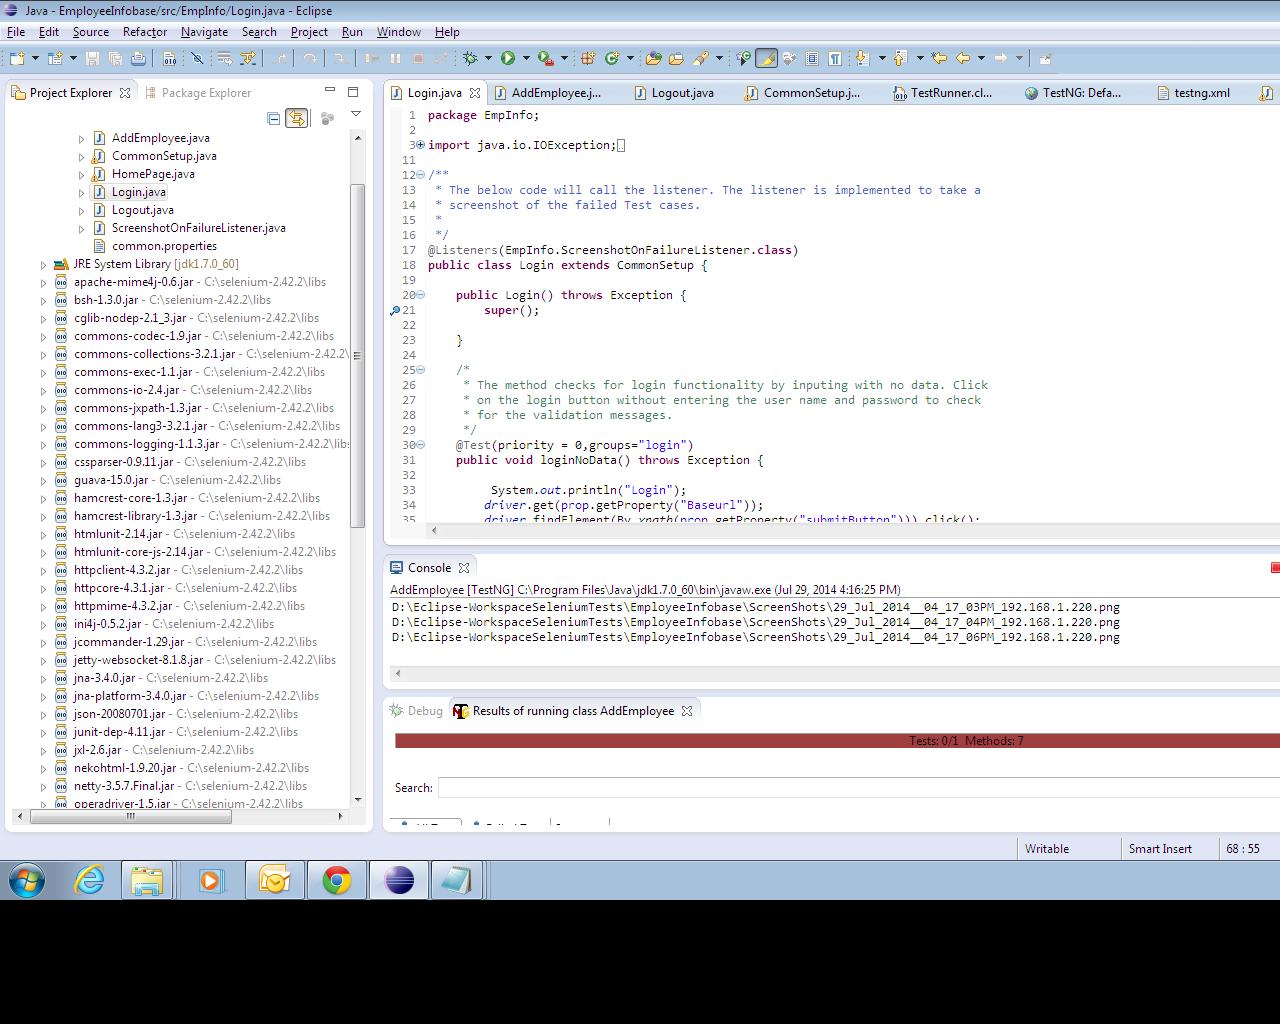 Java - EmployeeInfobase/src/EmpInfo/Login.java - Eclipse
File Edit Source Refactor Navigate Search Project Run Window Help
Project Explorer Package Explorer
AddEmployee.java
CommonSetup.java
HomePage.java
Login.java
Logout.java
ScreenshotOnFailureListener.java
common.properties
JRE System Library [jdk1.7.0_60]
apache-mime4j-0.6.jar - C:\selenium-2.42.2\libs
bsh-1.3.0.jar - C:\selenium-2.42.2\libs
cglib-nodep-2.1_3.jar - C:\selenium-2.42.2\libs
commons-codec-1.9.jar - C:\selenium-2.42.2\libs
commons-collections-3.2.1.jar - C:\selenium-2.42.2\
commons-exec-1.1.jar - C:\selenium-2.42.2\libs
commons-io-2.4.jar - C:\selenium-2.42.2\libs
commons-jxpath-1.3.jar - C:\selenium-2.42.2\libs
commons-lang3-3.2.1.jar - C:\selenium-2.42.2\libs
commons-logging-1.1.3.jar - C:\selenium-2.42.2\libs
cssparser-0.9.11.jar - C:\selenium-2.42.2\libs
guava-15.0.jar - C:\selenium-2.42.2\libs
hamcrest-core-1.3.jar - C:\selenium-2.42.2\libs
hamcrest-library-1.3.jar - C:\selenium-2.42.2\libs
htmlunit-2.14.jar - C:\selenium-2.42.2\libs
htmlunit-core-js-2.14.jar - C:\selenium-2.42.2\libs
httpclient-4.3.2.jar - C:\selenium-2.42.2\libs
httpcore-4.3.1.jar - C:\selenium-2.42.2\libs
httpmime-4.3.2.jar - C:\selenium-2.42.2\libs
ini4j-0.5.2.jar - C:\selenium-2.42.2\libs
jcommander-1.29.jar - C:\selenium-2.42.2\libs
jetty-websocket-8.1.8.jar - C:\selenium-2.42.2\libs
jna-3.4.0.jar - C:\selenium-2.42.2\libs
jna-platform-3.4.0.jar - C:\selenium-2.42.2\libs
json-20080701.jar - C:\selenium-2.42.2\libs
junit-dep-4.11.jar - C:\selenium-2.42.2\libs
jxl-2.6.jar - C:\selenium-2.42.2\libs
nekohtml-1.9.20.jar - C:\selenium-2.42.2\libs
netty-3.5.7.Final.jar - C:\selenium-2.42.2\libs
operadriver-1.5.jar - C:\selenium-2.42.2\libs
Login.java AddEmployee.j... Logout.java CommonSetup.j... TestRunner.cl... TestNG: Defa... testng.xml
1 package EmpInfo;
2
3 import java.io.IOException;
11
12 /**
13 * The below code will call the listener. The listener is implemented to take a
14 * screenshot of the failed Test cases.
15 *
16 */
17 @Listeners(EmpInfo.ScreenshotOnFailureListener.class)
18 public class Login extends CommonSetup {
19
20 public Login() throws Exception {
21 super();
22
23 }
24
25 /*
26 * The method checks for login functionality by inputing with no data. Click
27 * on the login button without entering the user name and password to check
28 * for the validation messages.
29 */
30 @Test(priority = 0,groups="login")
31 public void loginNoData() throws Exception {
32
33 System.out.println("Login");
34 driver.get(prop.getProperty("Baseurl"));
35 driver.findElement(By.xpath(prop.getProperty("submitButton"))).click();
Console
AddEmployee [TestNG] C:\Program Files\Java\jdk1.7.0_60\bin\javaw.exe (Jul 29, 2014 4:16:25 PM)
D:\Eclipse-WorkspaceSeleniumTests\EmployeeInfobase\ScreenShots\29_Jul_2014__04_17_03PM_192.168.1.220.png
D:\Eclipse-WorkspaceSeleniumTests\EmployeeInfobase\ScreenShots\29_Jul_2014__04_17_04PM_192.168.1.220.png
D:\Eclipse-WorkspaceSeleniumTests\EmployeeInfobase\ScreenShots\29_Jul_2014__04_17_06PM_192.168.1.220.png
Debug Results of running class AddEmployee
Tests: 0/1 Methods: 7
Search:
Writable Smart Insert 68 : 55